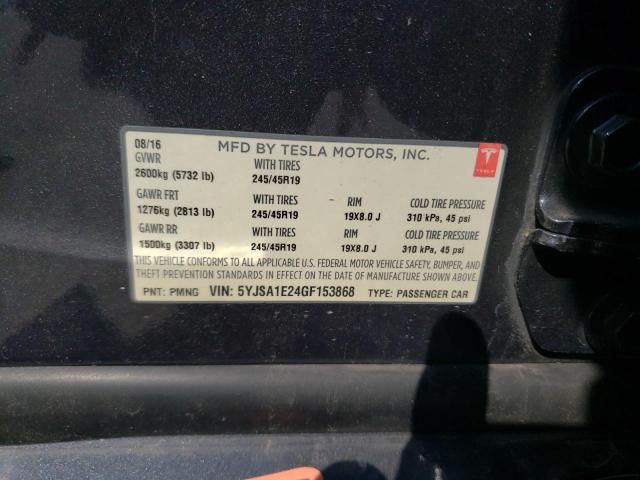 08/16 MFD BY TESLA MOTORS, INC.
TESLA
GVWR WITH TIRES
2600kg (5732 lb) 245/45R19
GAWR FRT WITH TIRES RIM COLD TIRE PRESSURE
1276kg (2813 lb) 245/45R19 19X8.0 J 310 kPa, 45 psi
GAWR RR WITH TIRES RIM COLD TIRE PRESSURE
1500kg (3307 lb) 245/45R19 19X8.0 J 310 kPa, 45 psi
THIS VEHICLE CONFORMS TO ALL APPLICABLE U.S. FEDERAL MOTOR VEHICLE SAFETY, BUMPER, AND
THEFT PREVENTION STANDARDS IN EFFECT ON THE DATE OF MANUFACTURE SHOWN ABOVE.
PNT: PMNG VIN: 5YJSA1E24GF153868 TYPE: PASSENGER CAR